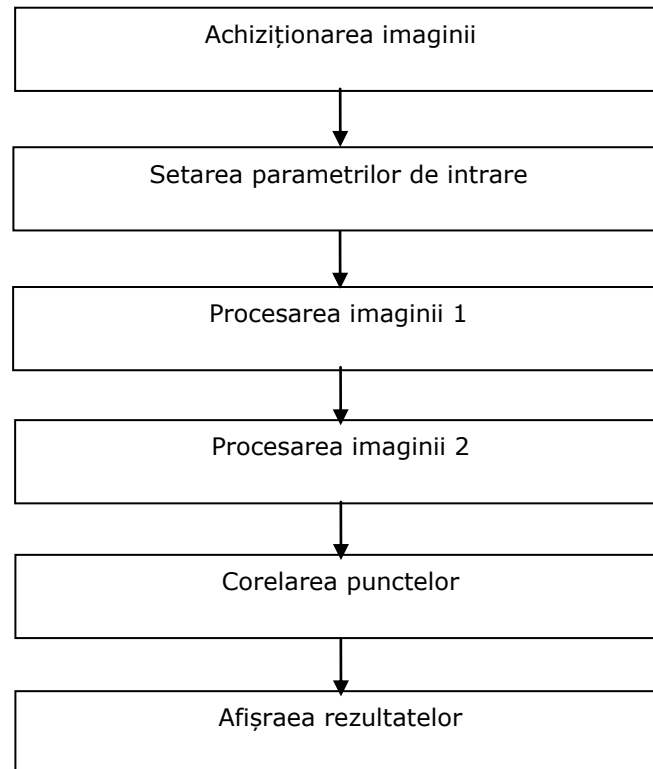 Achiziționarea imaginii
Setarea parametrilor de intrare
Procesarea imaginii 1
Procesarea imaginii 2
Corelarea punctelor
Afișraea rezultatelor